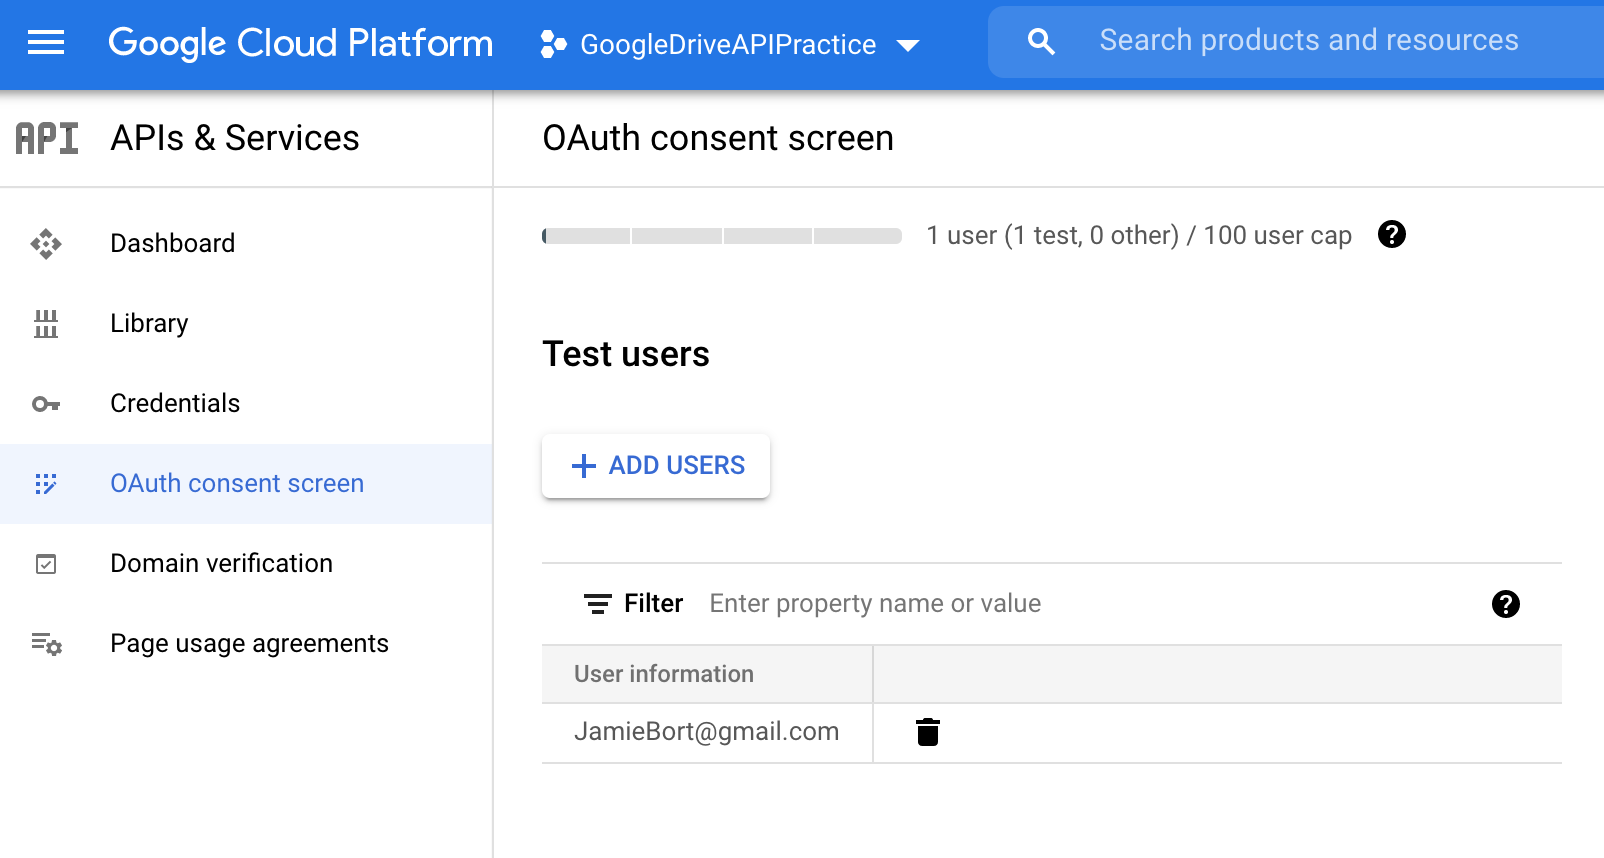 Google Cloud Platform GoogleDriveAPIPractice Search products and resources
API APIs & Services
OAuth consent screen
Dashboard
Library
Credentials
OAuth consent screen
Domain verification
Page usage agreements
1 user (1 test, 0 other) / 100 user cap ?
Test users
+ ADD USERS
Filter Enter property name or value ?
User information
JamieBort@gmail.com